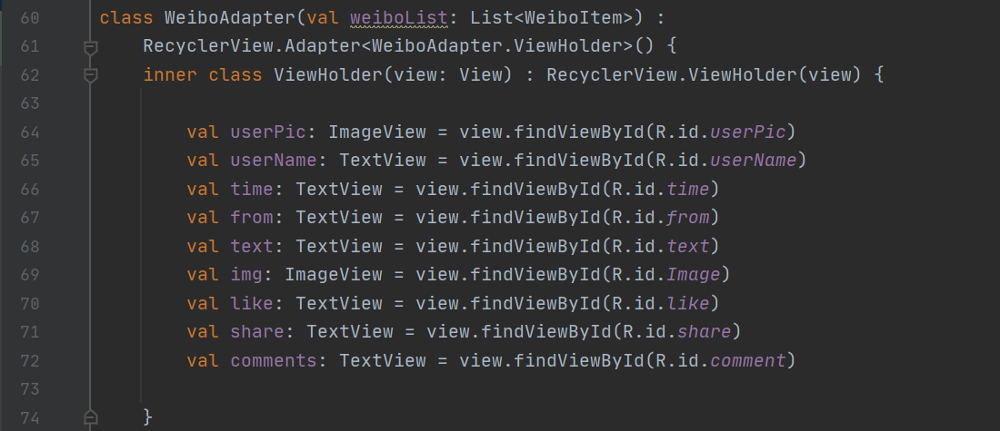 60 class WeiboAdapter(val weiboList: List<WeiboItem>) :
61     RecyclerView.Adapter<WeiboAdapter.ViewHolder>() {
62     inner class ViewHolder(view: View) : RecyclerView.ViewHolder(view) {
63
64         val userPic: ImageView = view.findViewById(R.id.userPic)
65         val userName: TextView = view.findViewById(R.id.userName)
66         val time: TextView = view.findViewById(R.id.time)
67         val from: TextView = view.findViewById(R.id.from)
68         val text: TextView = view.findViewById(R.id.text)
69         val img: ImageView = view.findViewById(R.id.Image)
70         val like: TextView = view.findViewById(R.id.like)
71         val share: TextView = view.findViewById(R.id.share)
72         val comments: TextView = view.findViewById(R.id.comment)
73
74     }